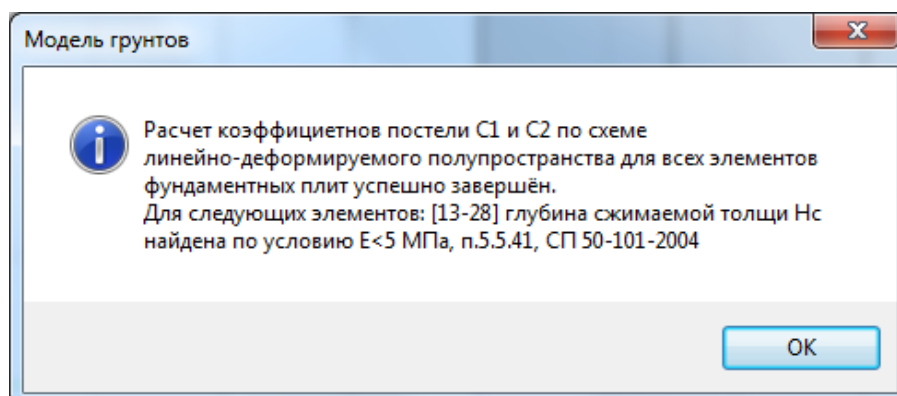 Модель грунтов
Расчет коэффициетнов постели С1 и С2 по схеме
линейно-деформируемого полупространства для всех элементов
фундаментных плит успешно завершён.
Для следующих элементов: [13-28] глубина сжимаемой толщи Нс
найдена по условию Е<5 МПа, п.5.5.41, СП 50-101-2004
ОК